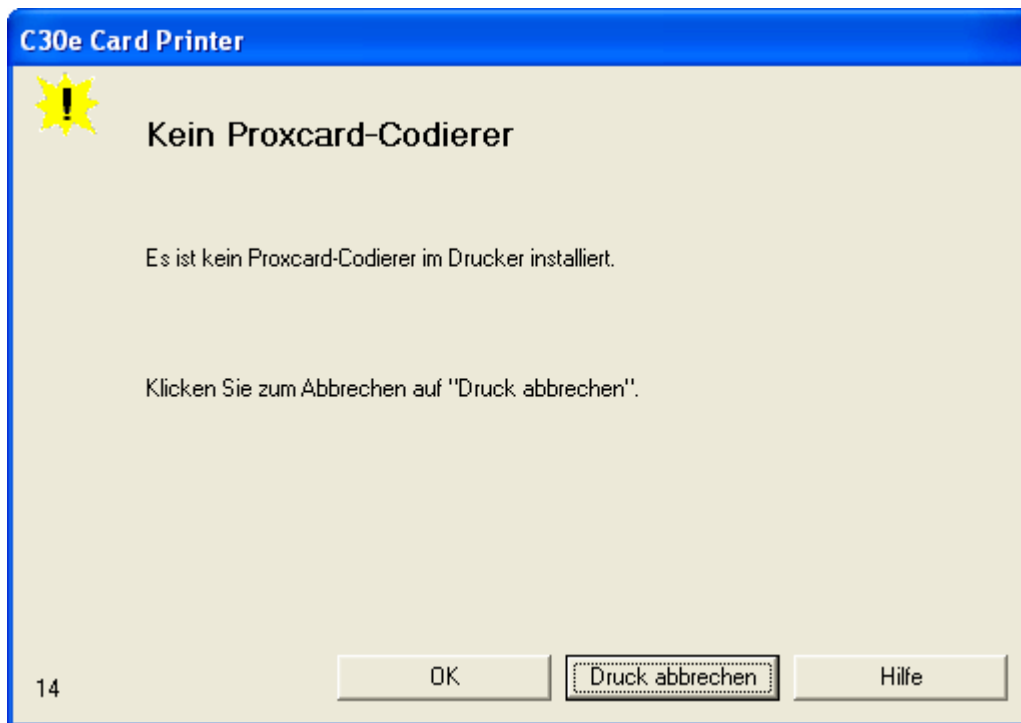 C30e Card Printer
Kein Proxcard-Codierer
Es ist kein Proxcard-Codierer im Drucker installiert.
Klicken Sie zum Abbrechen auf "Druck abbrechen".
14
OK
Druck abbrechen
Hilfe